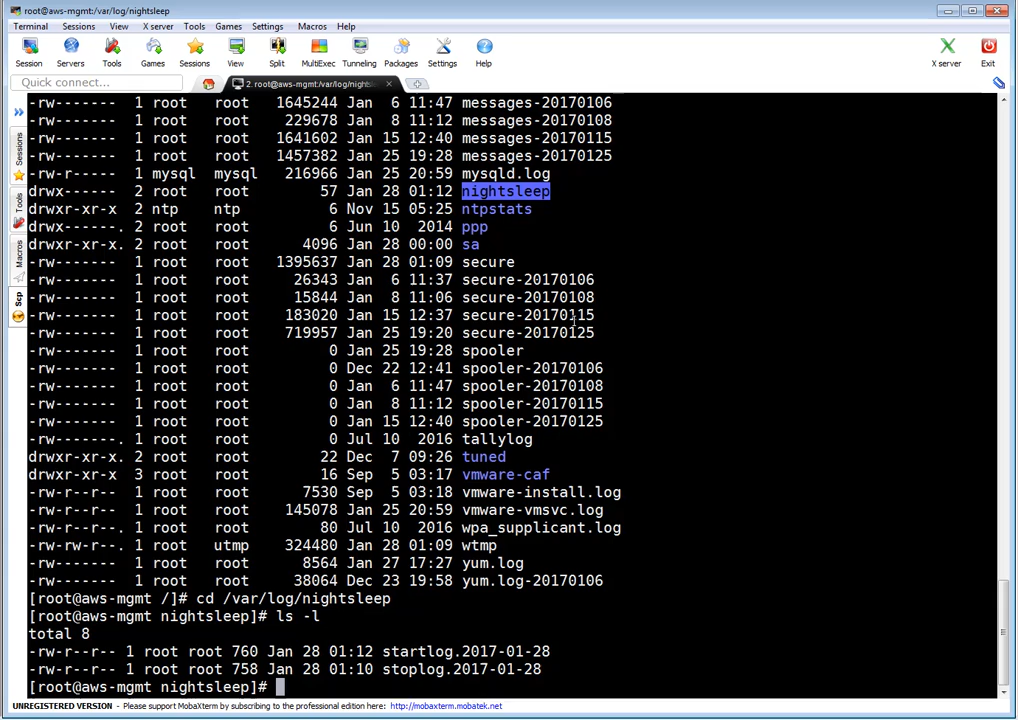 root@aws-mgmt:/var/log/nightsleep
Terminal Sessions View X server Tools Games Settings Macros Help
Session Servers Tools Games Sessions View Split MultiExec Tunneling Packages Settings Help X server Exit
Quick connect... 2. root@aws-mgmt:/var/log/nightsl
Sessions
Tools
Macros
Scp
-rw------- 1 root root 1645244 Jan 6 11:47 messages-20170106
-rw------- 1 root root 229678 Jan 8 11:12 messages-20170108
-rw------- 1 root root 1641602 Jan 15 12:40 messages-20170115
-rw------- 1 root root 1457382 Jan 25 19:28 messages-20170125
-rw-r----- 1 mysql mysql 216966 Jan 25 20:59 mysqld.log
drwx------ 2 root root 57 Jan 28 01:12 nightsleep
drwxr-xr-x 2 ntp ntp 6 Nov 15 05:25 ntpstats
drwx------. 2 root root 6 Jun 10 2014 ppp
drwxr-xr-x. 2 root root 4096 Jan 28 00:00 sa
-rw------- 1 root root 1395637 Jan 28 01:09 secure
-rw------- 1 root root 26343 Jan 6 11:37 secure-20170106
-rw------- 1 root root 15844 Jan 8 11:06 secure-20170108
-rw------- 1 root root 183020 Jan 15 12:37 secure-20170115
-rw------- 1 root root 719957 Jan 25 19:20 secure-20170125
-rw------- 1 root root 0 Jan 25 19:28 spooler
-rw------- 1 root root 0 Dec 22 12:41 spooler-20170106
-rw------- 1 root root 0 Jan 6 11:47 spooler-20170108
-rw------- 1 root root 0 Jan 8 11:12 spooler-20170115
-rw------- 1 root root 0 Jan 15 12:40 spooler-20170125
-rw-------. 1 root root 0 Jul 10 2016 tallylog
drwxr-xr-x. 2 root root 22 Dec 7 09:26 tuned
drwxr-xr-x 3 root root 16 Sep 5 03:17 vmware-caf
-rw-r--r-- 1 root root 7530 Sep 5 03:18 vmware-install.log
-rw-r--r-- 1 root root 145078 Jan 25 20:59 vmware-vmsvc.log
-rw-r--r--. 1 root root 80 Jul 10 2016 wpa_supplicant.log
-rw-rw-r--. 1 root utmp 324480 Jan 28 01:09 wtmp
-rw------- 1 root root 8564 Jan 27 17:27 yum.log
-rw------- 1 root root 38064 Dec 23 19:58 yum.log-20170106
[root@aws-mgmt /]# cd /var/log/nightsleep
[root@aws-mgmt nightsleep]# ls -l
total 8
-rw-r--r-- 1 root root 760 Jan 28 01:12 startlog.2017-01-28
-rw-r--r-- 1 root root 758 Jan 28 01:10 stoplog.2017-01-28
[root@aws-mgmt nightsleep]#
UNREGISTERED VERSION - Please support MobaXterm by subscribing to the professional edition here: http://mobaxterm.mobatek.net